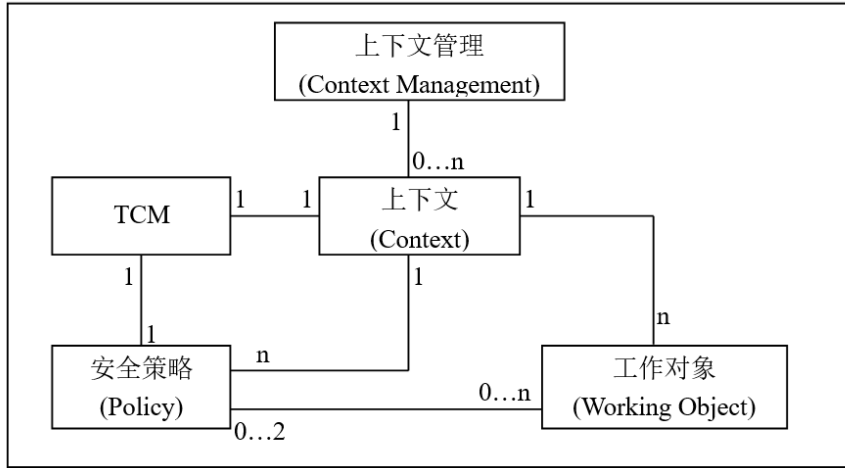 上下文管理
(Context Management)
1
0…n
TCM
1
1
上下文
(Context)
1
1
1
n
1
安全策略
(Policy)
n
0…2
0…n
工作对象
(Working Object)